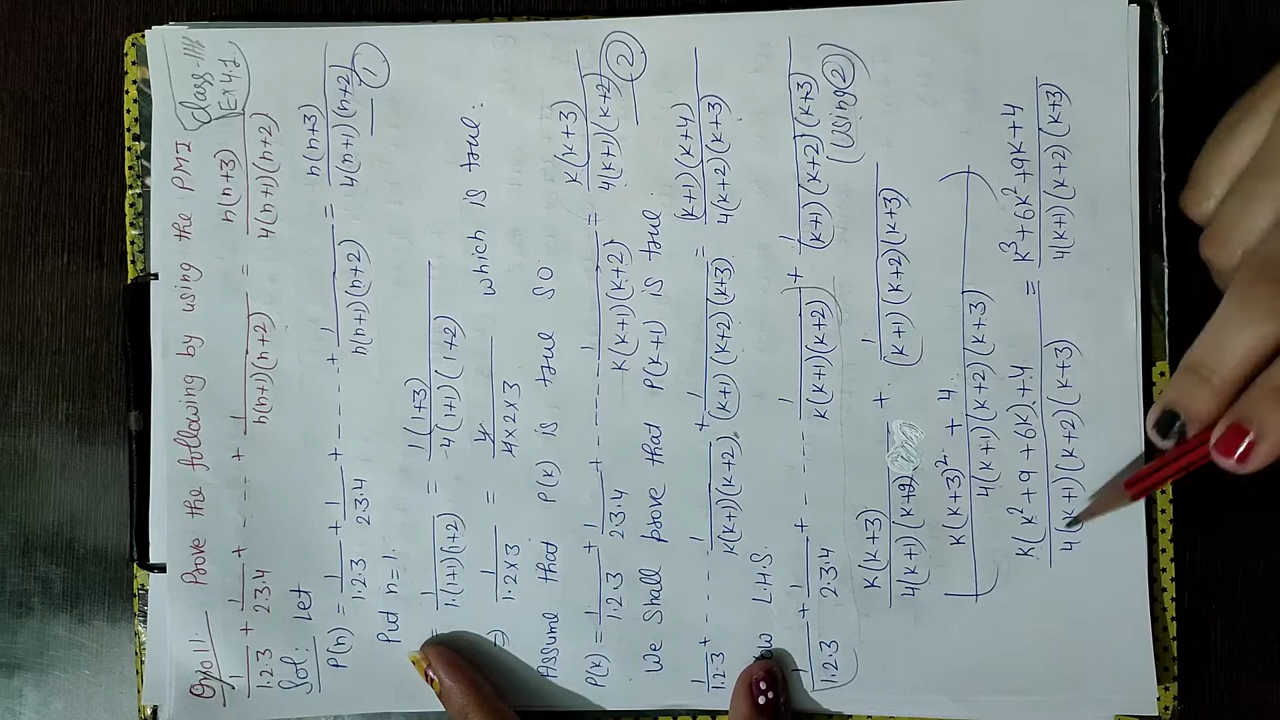 Class-11th
Ex 4.1
Qno 11. Prove the following by using the PMI
1/1.2.3 + 1/2.3.4 + - - - + 1/n(n+1)(n+2) = n(n+3)/4(n+1)(n+2)
Sol: Let
P(n) = 1/1.2.3 + 1/2.3.4 + - - - - + 1/n(n+1)(n+2) = n(n+3)/4(n+1)(n+2) — ①
Put n=1.
= 1/1.(1+1)(1+2) = 1(1+3)/4(1+1)(1+2)
⇒ 1/1.2×3 = 4/4×2×3 which is true.
Assume that P(k) is true so
P(k) = 1/1.2.3 + 1/2.3.4 + - - - - - 1/k(k+1)(k+2) = k(k+3)/4(k+1)(k+2) — ②
We shall prove that P(k+1) is true.
1/1.2.3 + - - - - 1/k(k+1)(k+2) + 1/(k+1)(k+2)(k+3) = (k+1)(k+4)/4(k+2)(k+3)
L.H.S.
1/1.2.3 + 1/2.3.4 + - - - - 1/k(k+1)(k+2) + 1/(k+1)(k+2)(k+3)
k(k+3)/4(k+1)(k+2) + 1/(k+1)(k+2)(k+3) (Using ②)
k(k+3)² + 4/4(k+1)(k+2)(k+3)
k(k²+9+6k)+4/4(k+1)(k+2)(k+3) = k³+6k²+9k+4/4(k+1)(k+2)(k+3)